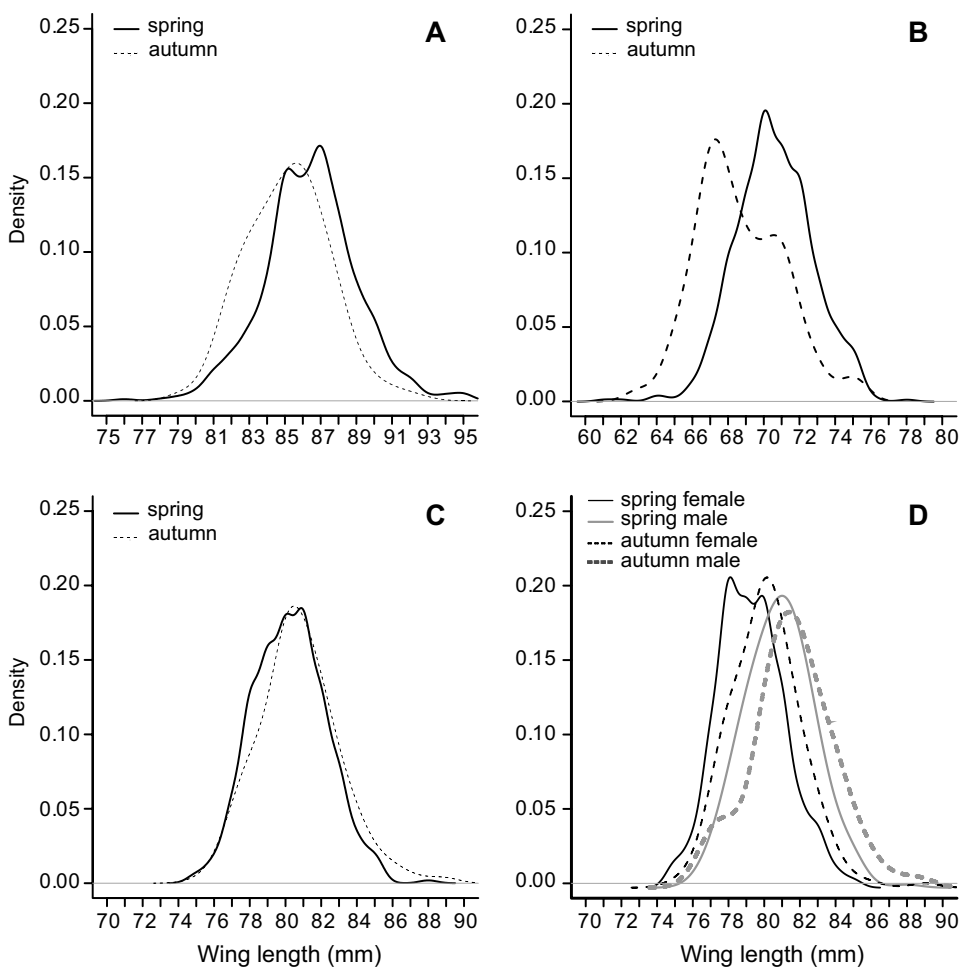 0.25
0.20
0.15
0.10
0.05
0.00
Density
spring
autumn
A
75 77 79 81 83 85 87 89 91 93 95
0.25
0.20
0.15
0.10
0.05
0.00
spring
autumn
B
60 62 64 66 68 70 72 74 76 78 80
0.25
0.20
0.15
0.10
0.05
0.00
Density
spring
autumn
C
70 72 74 76 78 80 82 84 86 88 90
Wing length (mm)
0.25
0.20
0.15
0.10
0.05
0.00
spring female
spring male
autumn female
autumn male
D
70 72 74 76 78 80 82 84 86 88 90
Wing length (mm)